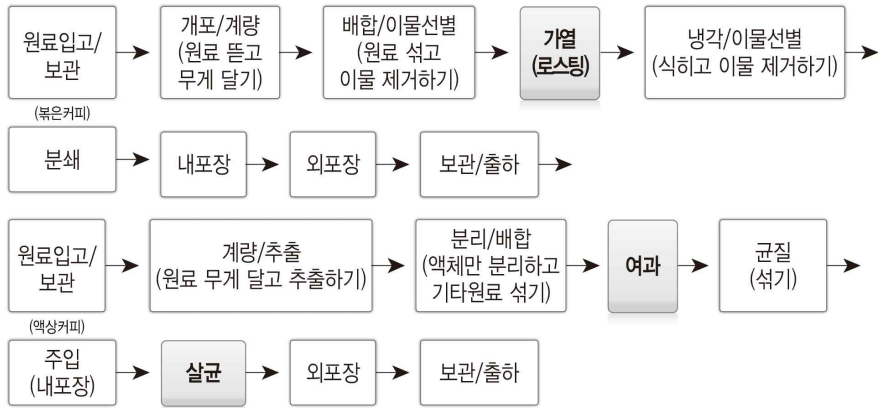 원료입고/
보관
개포/계량
(원료 뜯고
무게 달기)
배합/이물선별
(원료 섞고
이물 제거하기)
가열
(로스팅)
냉각/이물선별
(식히고 이물 제거하기)
(볶은커피)
분쇄
내포장
외포장
보관/출하
원료입고/
보관
계량/추출
(원료 무게 달고 추출하기)
분리/배합
(액체만 분리하고
기타원료 섞기)
여과
균질
(섞기)
(액상커피)
주입
(내포장)
살균
외포장
보관/출하